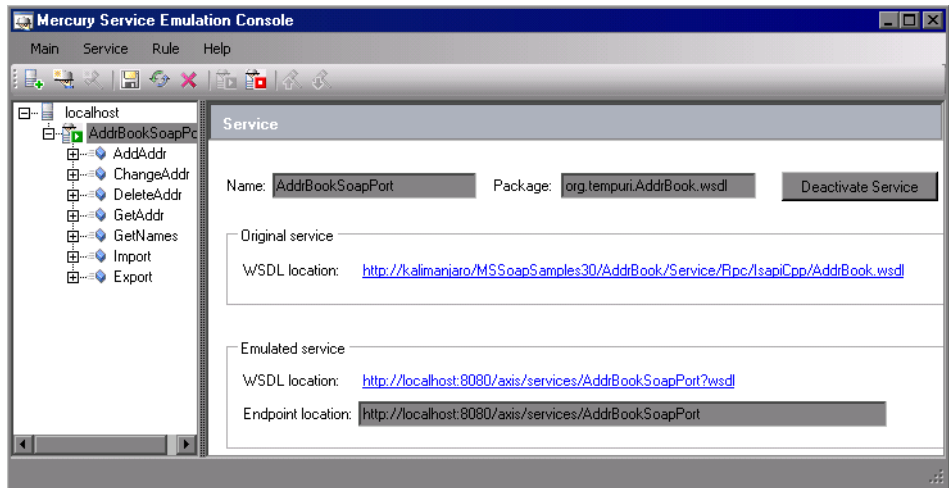 Mercury Service Emulation Console
Main Service Rule Help
localhost
AddrBookSoapPo
AddAddr
ChangeAddr
DeleteAddr
GetAddr
GetNames
Import
Export
Service
Name: AddrBookSoapPort Package: org.tempuri.AddrBook.wsdl Deactivate Service
Original service
WSDL location: http://kalimanjaro/MSSoapSamples30/AddrBook/Service/Rpc/IsapiCpp/AddrBook.wsdl
Emulated service
WSDL location: http://localhost:8080/axis/services/AddrBookSoapPort?wsdl
Endpoint location: http://localhost:8080/axis/services/AddrBookSoapPort